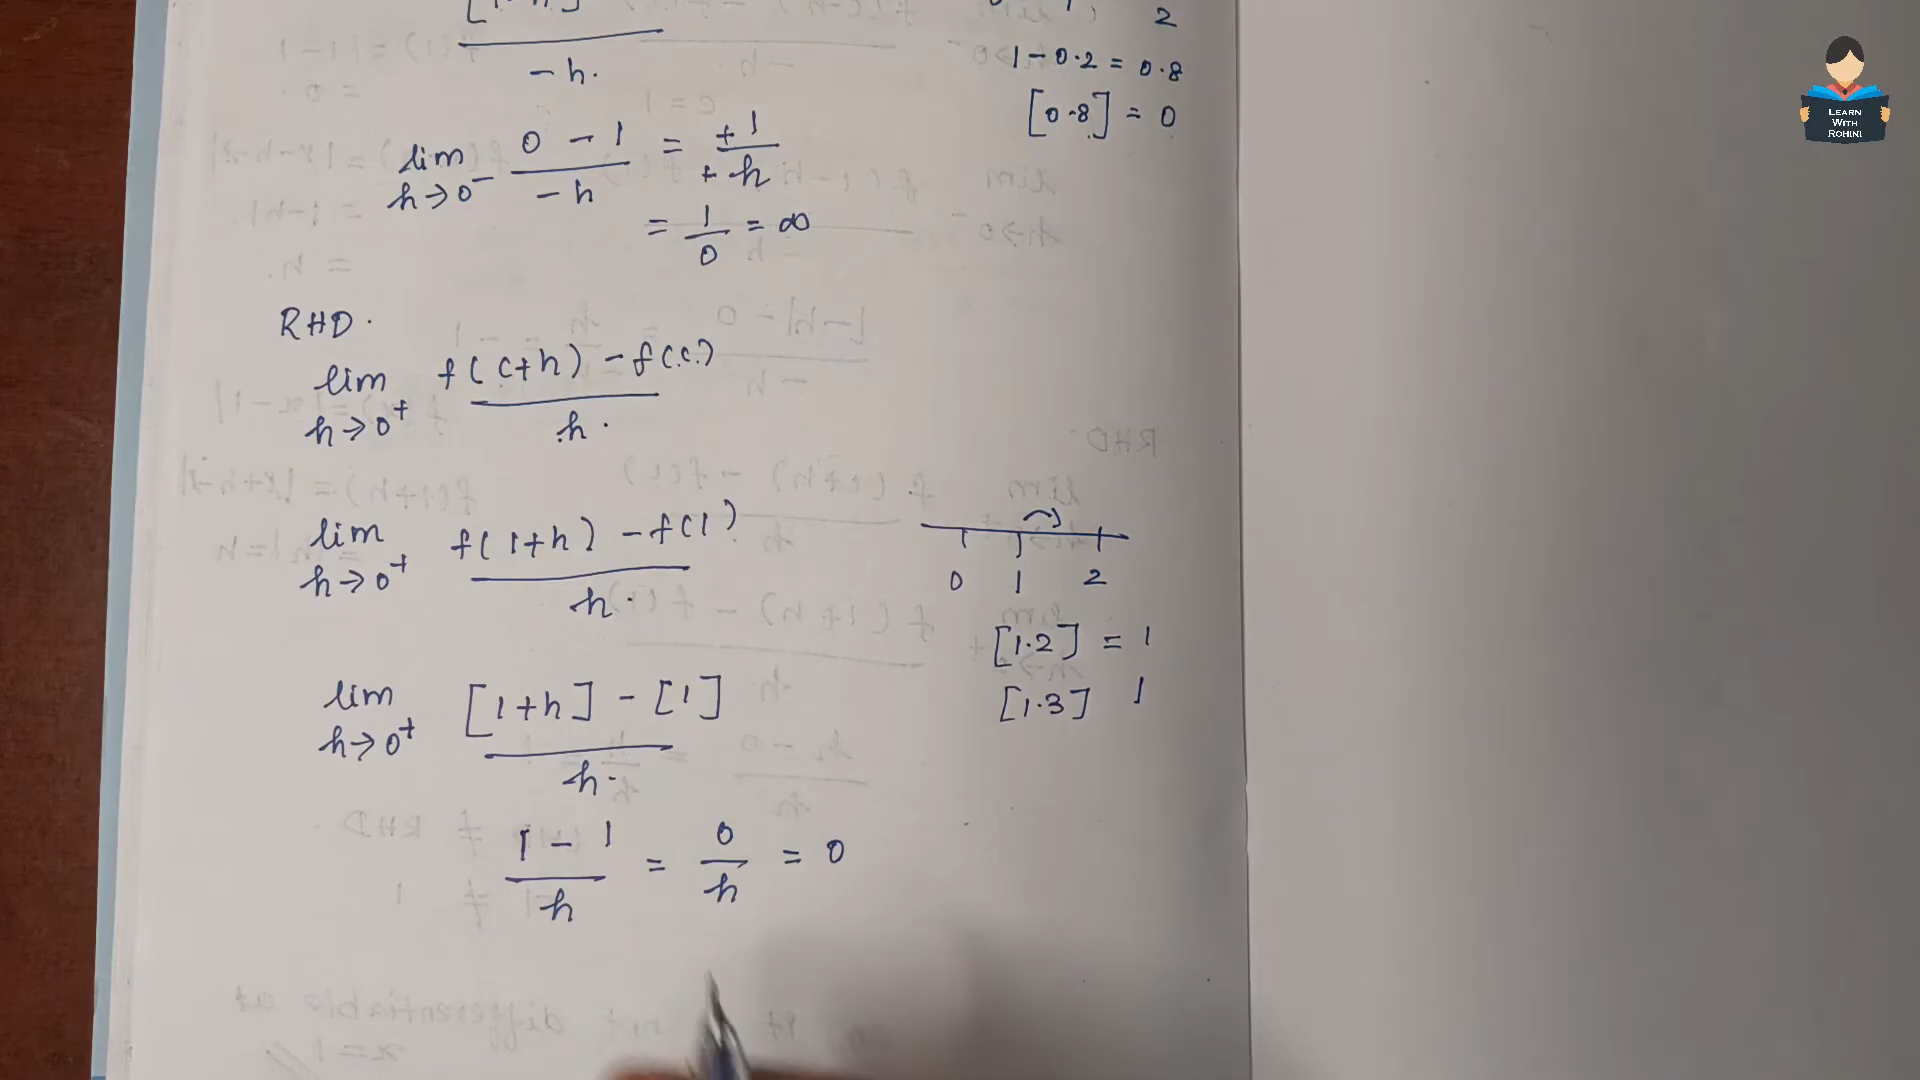 - h.
2
1 - 0.2 = 0.8
[0.8] = 0
lim h→0⁻ (0 - 1)/(-h) = +1/+h
= 1/0 = ∞
RHD.
lim h→0⁺ (f(c+h) - f(c))/h.
lim h→0⁺ (f(1+h) - f(1))/h.
0 1 2
[1.2] = 1
[1.3] 1
lim h→0⁺ ([1+h] - [1])/h.
(1 - 1)/h = 0/h = 0
LEARN
WITH
ROHINI